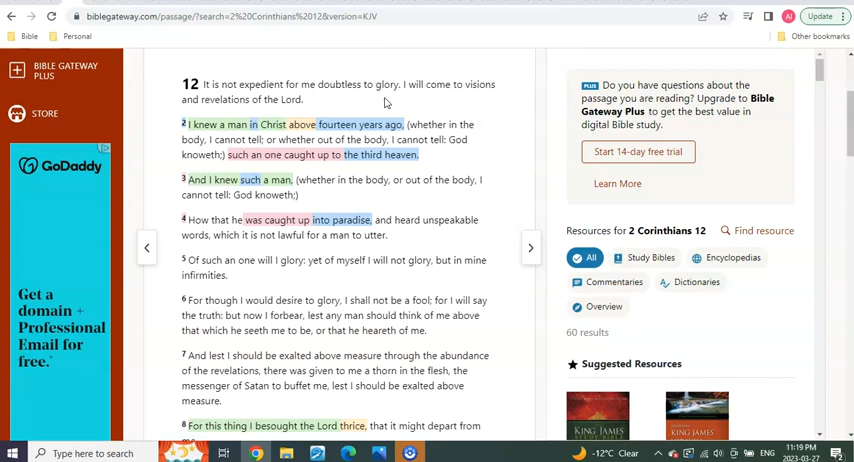 biblegateway.com/passage/?search=2%20Corinthians%2012&version=KJV
AI
Update
Bible
Personal
Other bookmarks
BIBLE GATEWAY
PLUS
STORE
GoDaddy
Get a
domain +
Professional
Email for
free.*
12 It is not expedient for me doubtless to glory. I will come to visions
and revelations of the Lord.
2 I knew a man in Christ above fourteen years ago, (whether in the
body, I cannot tell; or whether out of the body, I cannot tell: God
knoweth;) such an one caught up to the third heaven.
3 And I knew such a man, (whether in the body, or out of the body, I
cannot tell: God knoweth;)
4 How that he was caught up into paradise, and heard unspeakable
words, which it is not lawful for a man to utter.
5 Of such an one will I glory: yet of myself I will not glory, but in mine
infirmities.
6 For though I would desire to glory, I shall not be a fool; for I will say
the truth: but now I forbear, lest any man should think of me above
that which he seeth me to be, or that he heareth of me.
7 And lest I should be exalted above measure through the abundance
of the revelations, there was given to me a thorn in the flesh, the
messenger of Satan to buffet me, lest I should be exalted above
measure.
8 For this thing I besought the Lord thrice, that it might depart from
PLUS Do you have questions about the
passage you are reading? Upgrade to Bible
Gateway Plus to get the best value in
digital Bible study.
Start 14-day free trial
Learn More
Resources for 2 Corinthians 12
Find resource
All
Study Bibles
Encyclopedias
Commentaries
Dictionaries
Overview
60 results
Suggested Resources
KING JAMES
KING JAMES
Type here to search
-12°C Clear
ENG
11:19 PM
2023-03-27
2